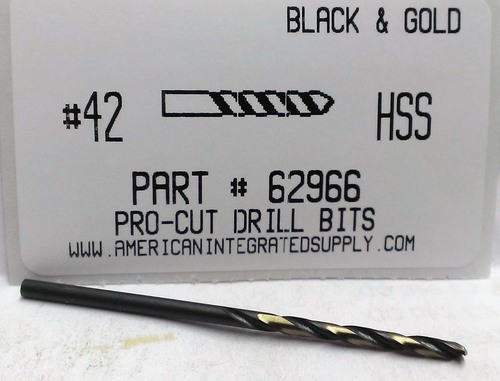 BLACK & GOLD
#42 HSS
PART # 62966
PRO-CUT DRILL BITS
WWW.AMERICANINTEGRATEDSUPPLY.COM